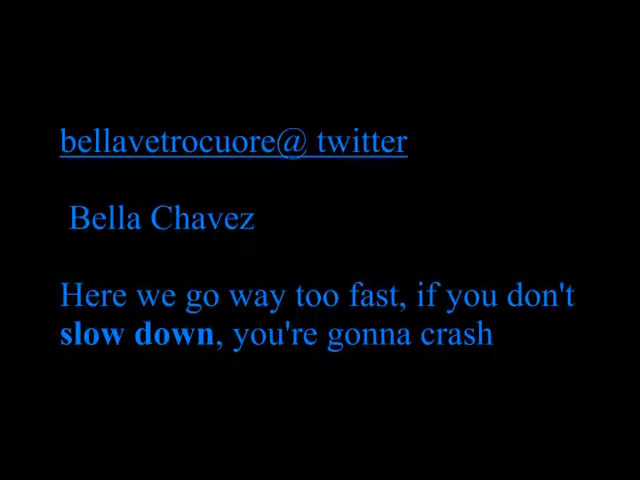 bellavetrocuore@ twitter
Bella Chavez
Here we go way too fast, if you don't
slow down, you're gonna crash